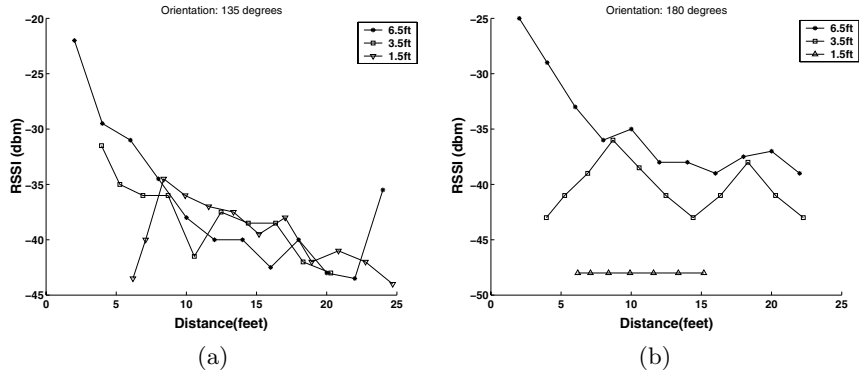 Orientation: 135 degrees
−20
−25
−30
−35
−40
−45
RSSI (dbm)
6.5ft
3.5ft
1.5ft
0 5 10 15 20 25
Distance(feet)
(a)
Orientation: 180 degrees
−25
−30
−35
−40
−45
−50
RSSI (dbm)
6.5ft
3.5ft
1.5ft
0 5 10 15 20 25
Distance(feet)
(b)